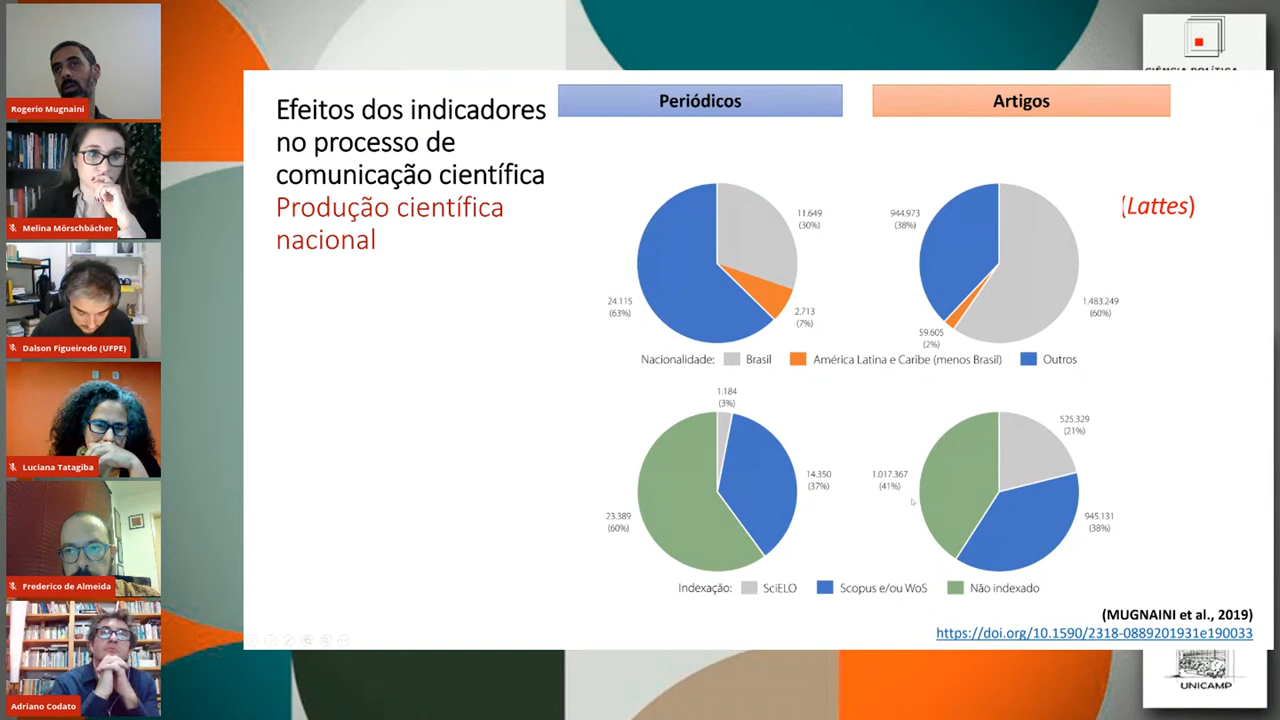 Rogerio Mugnaini
Melina Mörschbächer
Dalson Figueiredo (UFPE)
Luciana Tatagiba
Frederico de Almeida
Adriano Codato
Efeitos dos indicadores
no processo de
comunicação científica
Produção científica
nacional
Periódicos
Artigos
(Lattes)
11.649
(30%)
2.713
(7%)
24.115
(63%)
944.973
(38%)
59.605
(2%)
1.483.249
(60%)
Nacionalidade: Brasil América Latina e Caribe (menos Brasil) Outros
1.184
(3%)
14.350
(37%)
23.389
(60%)
525.329
(21%)
1.017.367
(41%)
945.131
(38%)
Indexação: SciELO Scopus e/ou WoS Não indexado
(MUGNAINI et al., 2019)
https://doi.org/10.1590/2318-0889201931e190033
CIÊNCIA POLÍTICA
UNICAMP